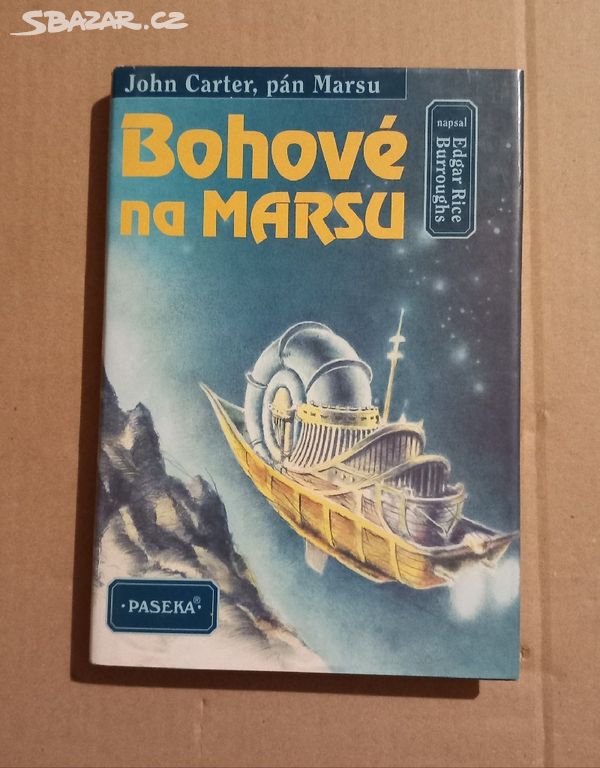 SBAZAR.CZ
John Carter, pán Marsu
Bohové
na MARSU
napsal
Edgar Rice
Burroughs
·PASEKA®·